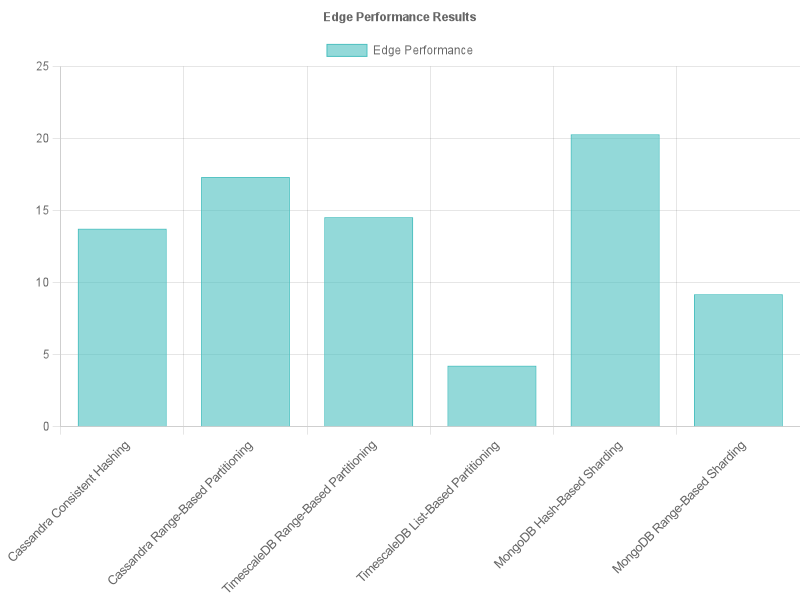 Edge Performance Results
Edge Performance
25
20
15
10
5
0
Cassandra Consistent Hashing
Cassandra Range-Based Partitioning
TimescaleDB Range-Based Partitioning
TimescaleDB List-Based Partitioning
MongoDB Hash-Based Sharding
MongoDB Range-Based Sharding